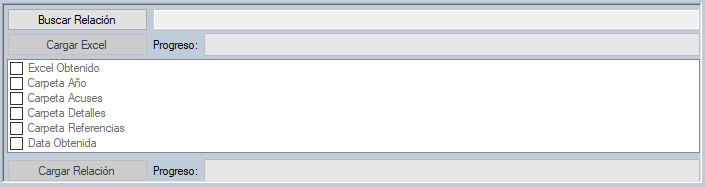 Buscar Relación
Cargar Excel Progreso:
Excel Obtenido
Carpeta Año
Carpeta Acuses
Carpeta Detalles
Carpeta Referencias
Data Obtenida
Cargar Relación Progreso: